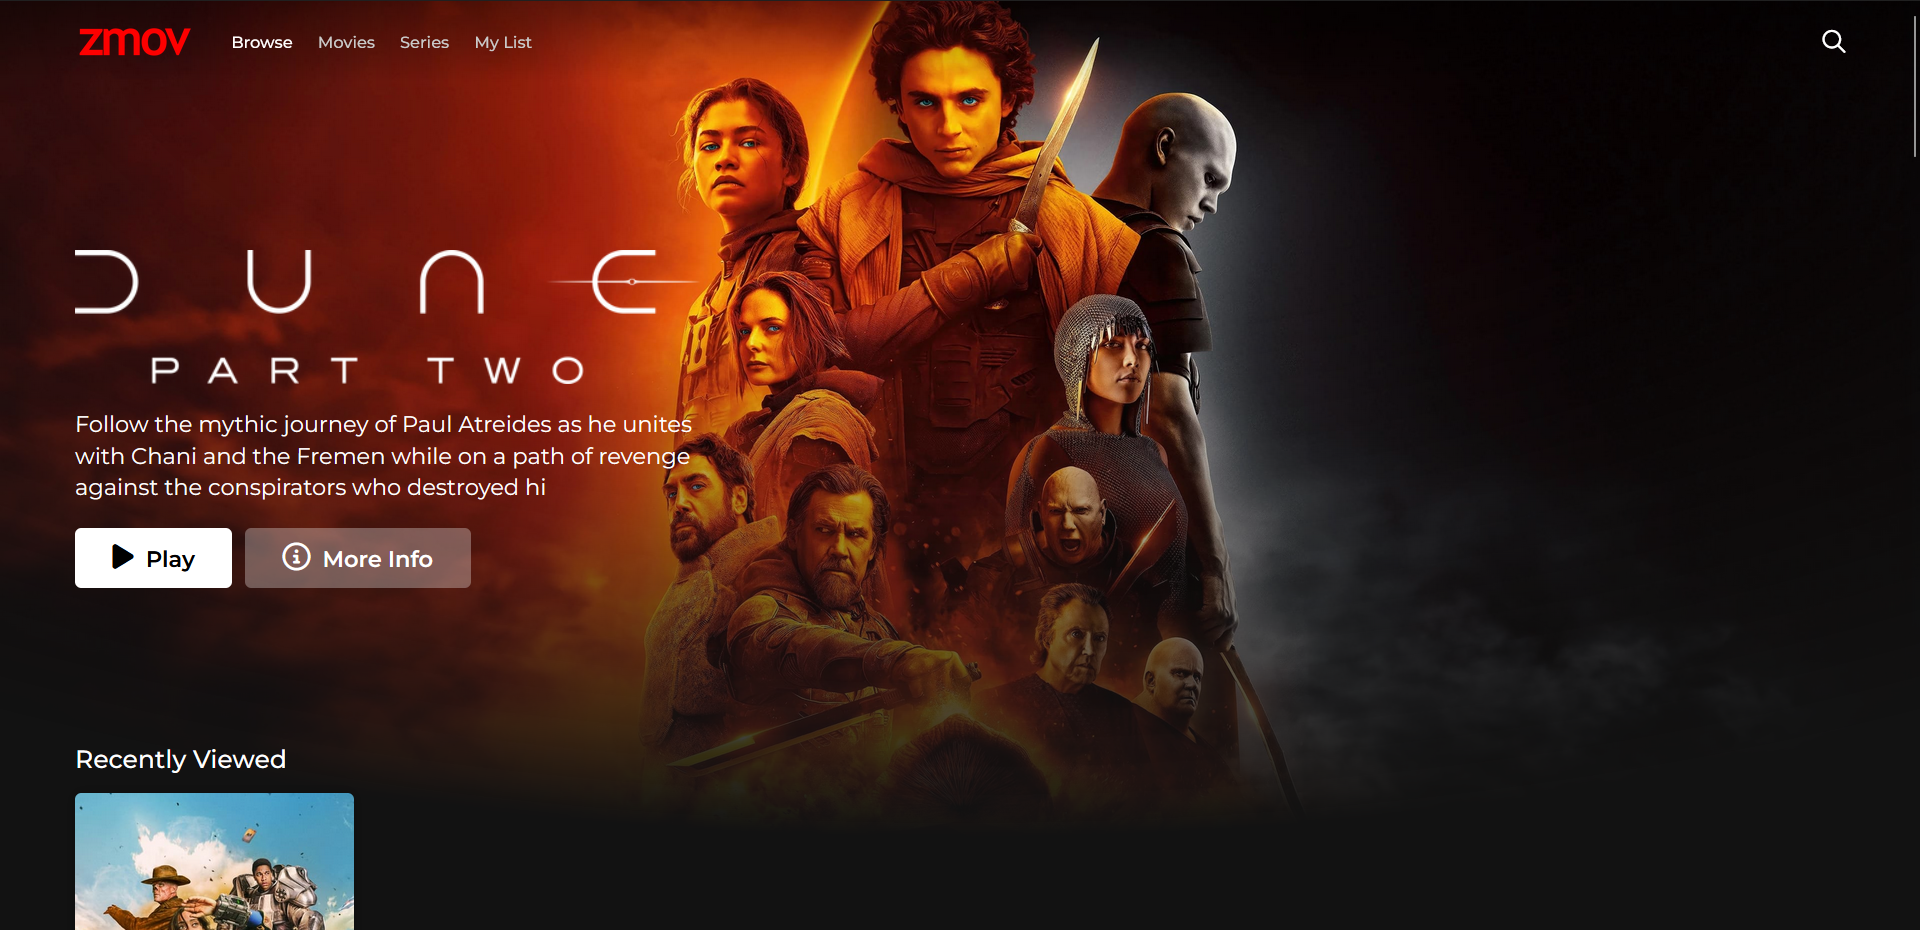 zmov
Browse Movies Series My List
DUNE
PART TWO
Follow the mythic journey of Paul Atreides as he unites
with Chani and the Fremen while on a path of revenge
against the conspirators who destroyed hi
Play More Info
Recently Viewed